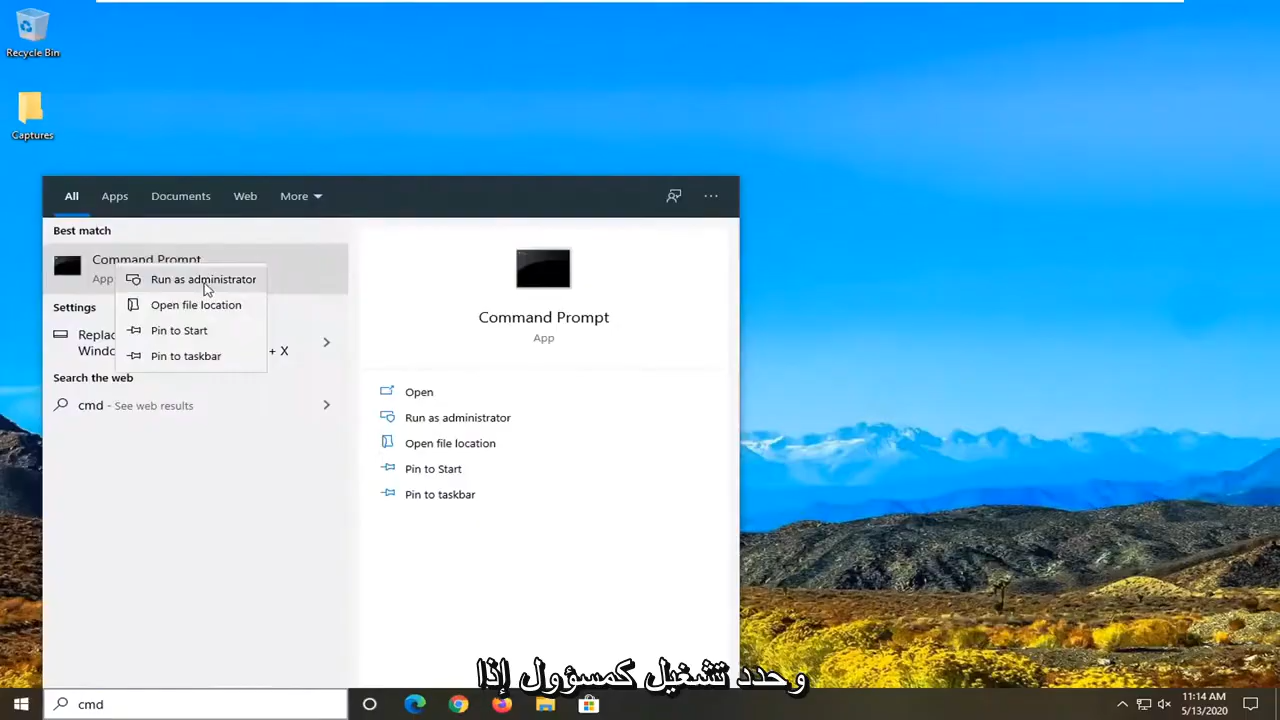 Recycle Bin
Captures
All Apps Documents Web More
Best match
Command Prompt
App
Run as administrator
Open file location
Pin to Start
Pin to taskbar
Settings
Windo + X
Search the web
cmd - See web results
Command Prompt
App
Open
Run as administrator
Open file location
Pin to Start
Pin to taskbar
وحدد تشغيل كمسؤول إذا
cmd
11:14 AM
5/13/2020